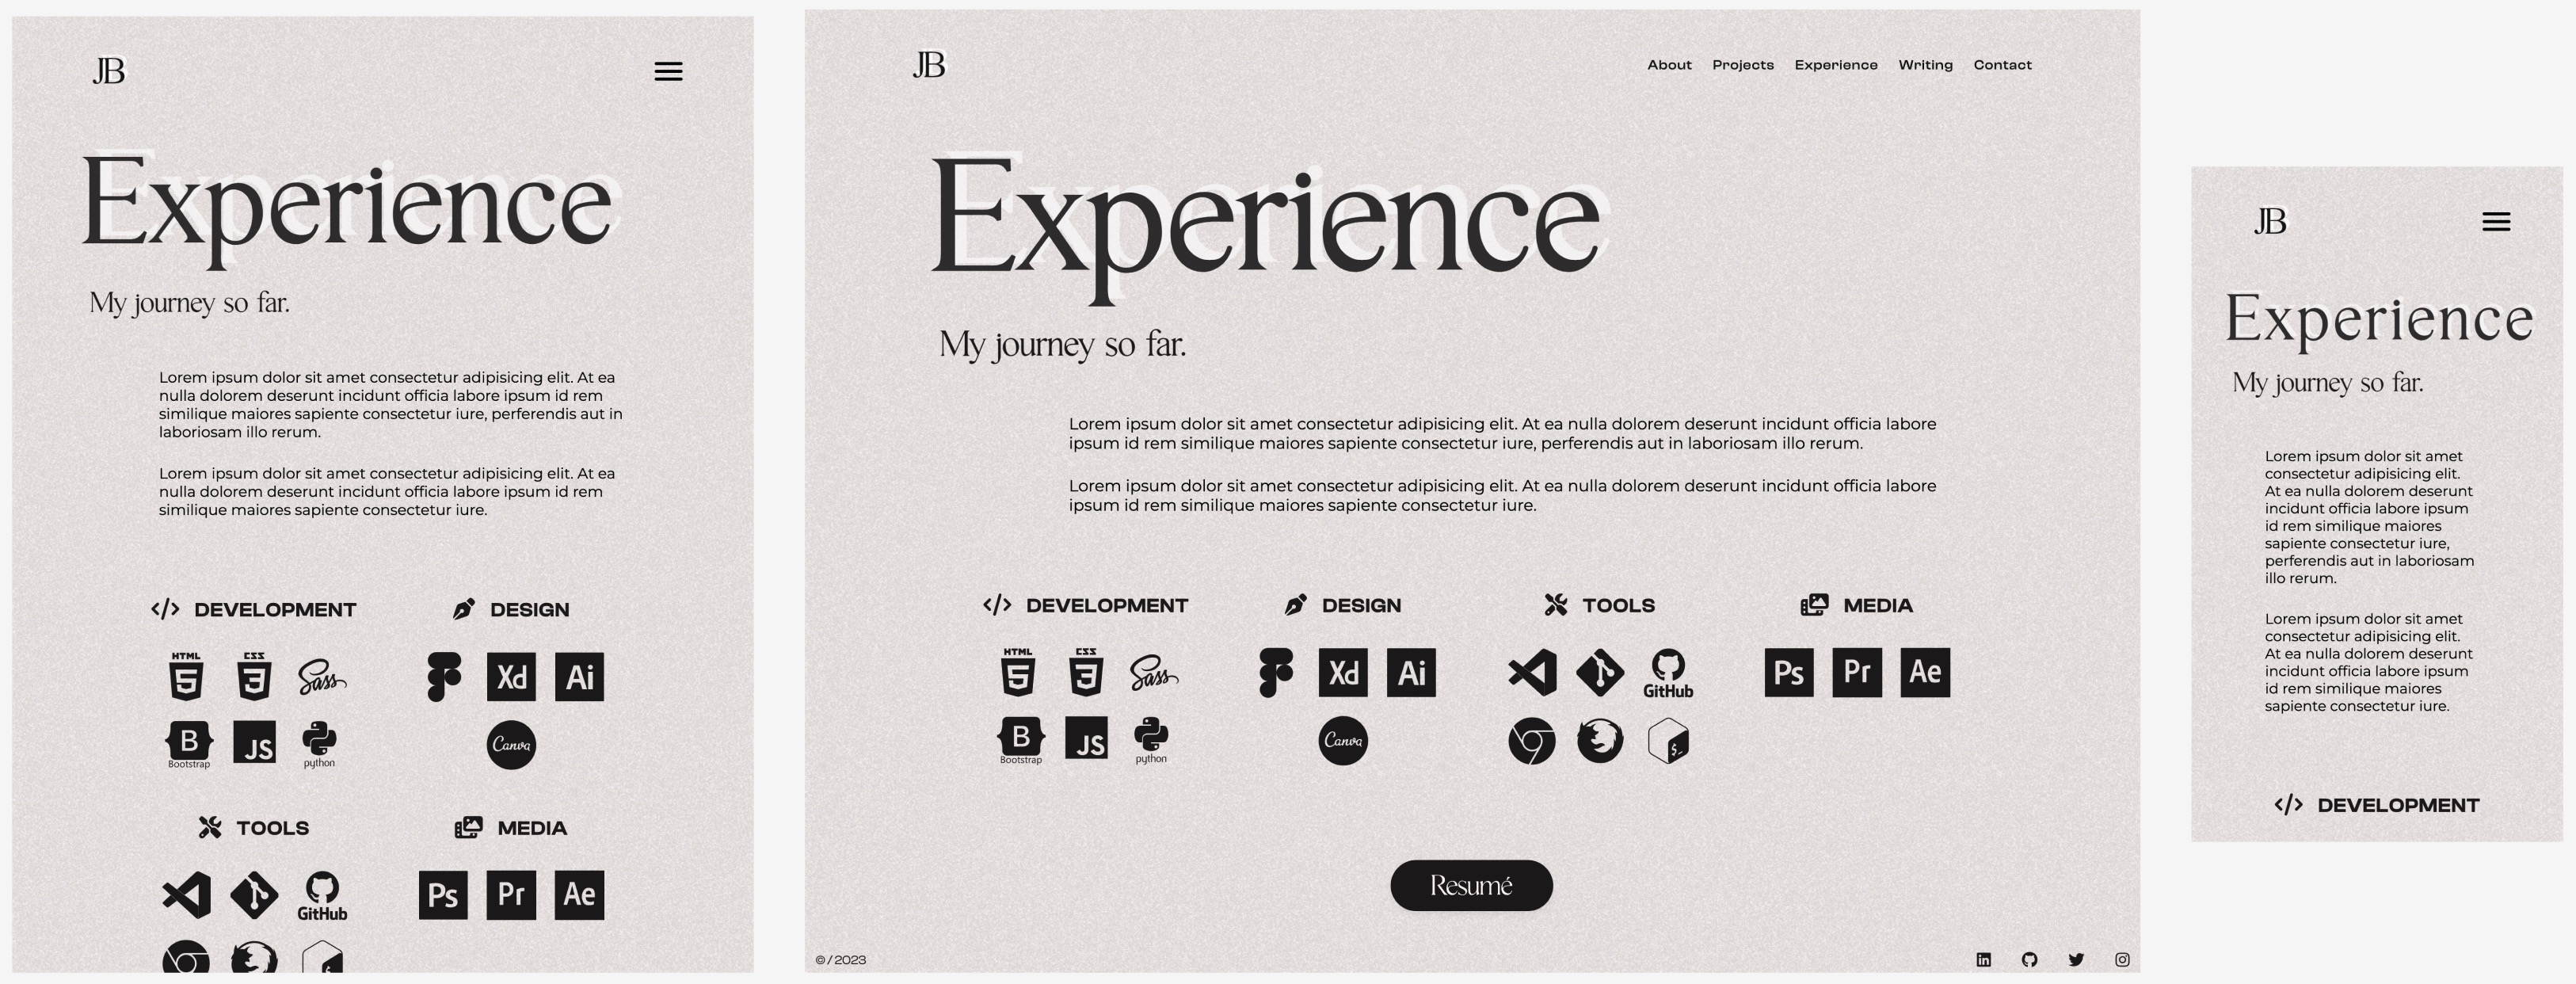 JB
Experience
My journey so far.
Lorem ipsum dolor sit amet consectetur adipisicing elit. At ea
nulla dolorem deserunt incidunt officia labore ipsum id rem
similique maiores sapiente consectetur iure, perferendis aut in
laboriosam illo rerum.
Lorem ipsum dolor sit amet consectetur adipisicing elit. At ea
nulla dolorem deserunt incidunt officia labore ipsum id rem
similique maiores sapiente consectetur iure.
</> DEVELOPMENT
HTML 5 CSS 3 Sass
B Bootstrap JS python
DESIGN
Xd Ai
Canva
TOOLS
GitHub
MEDIA
Ps Pr Ae
JB
About Projects Experience Writing Contact
Experience
My journey so far.
Lorem ipsum dolor sit amet consectetur adipisicing elit. At ea nulla dolorem deserunt incidunt officia labore
ipsum id rem similique maiores sapiente consectetur iure, perferendis aut in laboriosam illo rerum.
Lorem ipsum dolor sit amet consectetur adipisicing elit. At ea nulla dolorem deserunt incidunt officia labore
ipsum id rem similique maiores sapiente consectetur iure.
</> DEVELOPMENT
HTML 5 CSS 3 Sass
B Bootstrap JS python
DESIGN
Xd Ai
Canva
TOOLS
GitHub
$_
MEDIA
Ps Pr Ae
Resumé
© / 2023
in
JB
Experience
My journey so far.
Lorem ipsum dolor sit amet
consectetur adipisicing elit.
At ea nulla dolorem deserunt
incidunt officia labore ipsum
id rem similique maiores
sapiente consectetur iure,
perferendis aut in laboriosam
illo rerum.
Lorem ipsum dolor sit amet
consectetur adipisicing elit.
At ea nulla dolorem deserunt
incidunt officia labore ipsum
id rem similique maiores
sapiente consectetur iure.
</> DEVELOPMENT